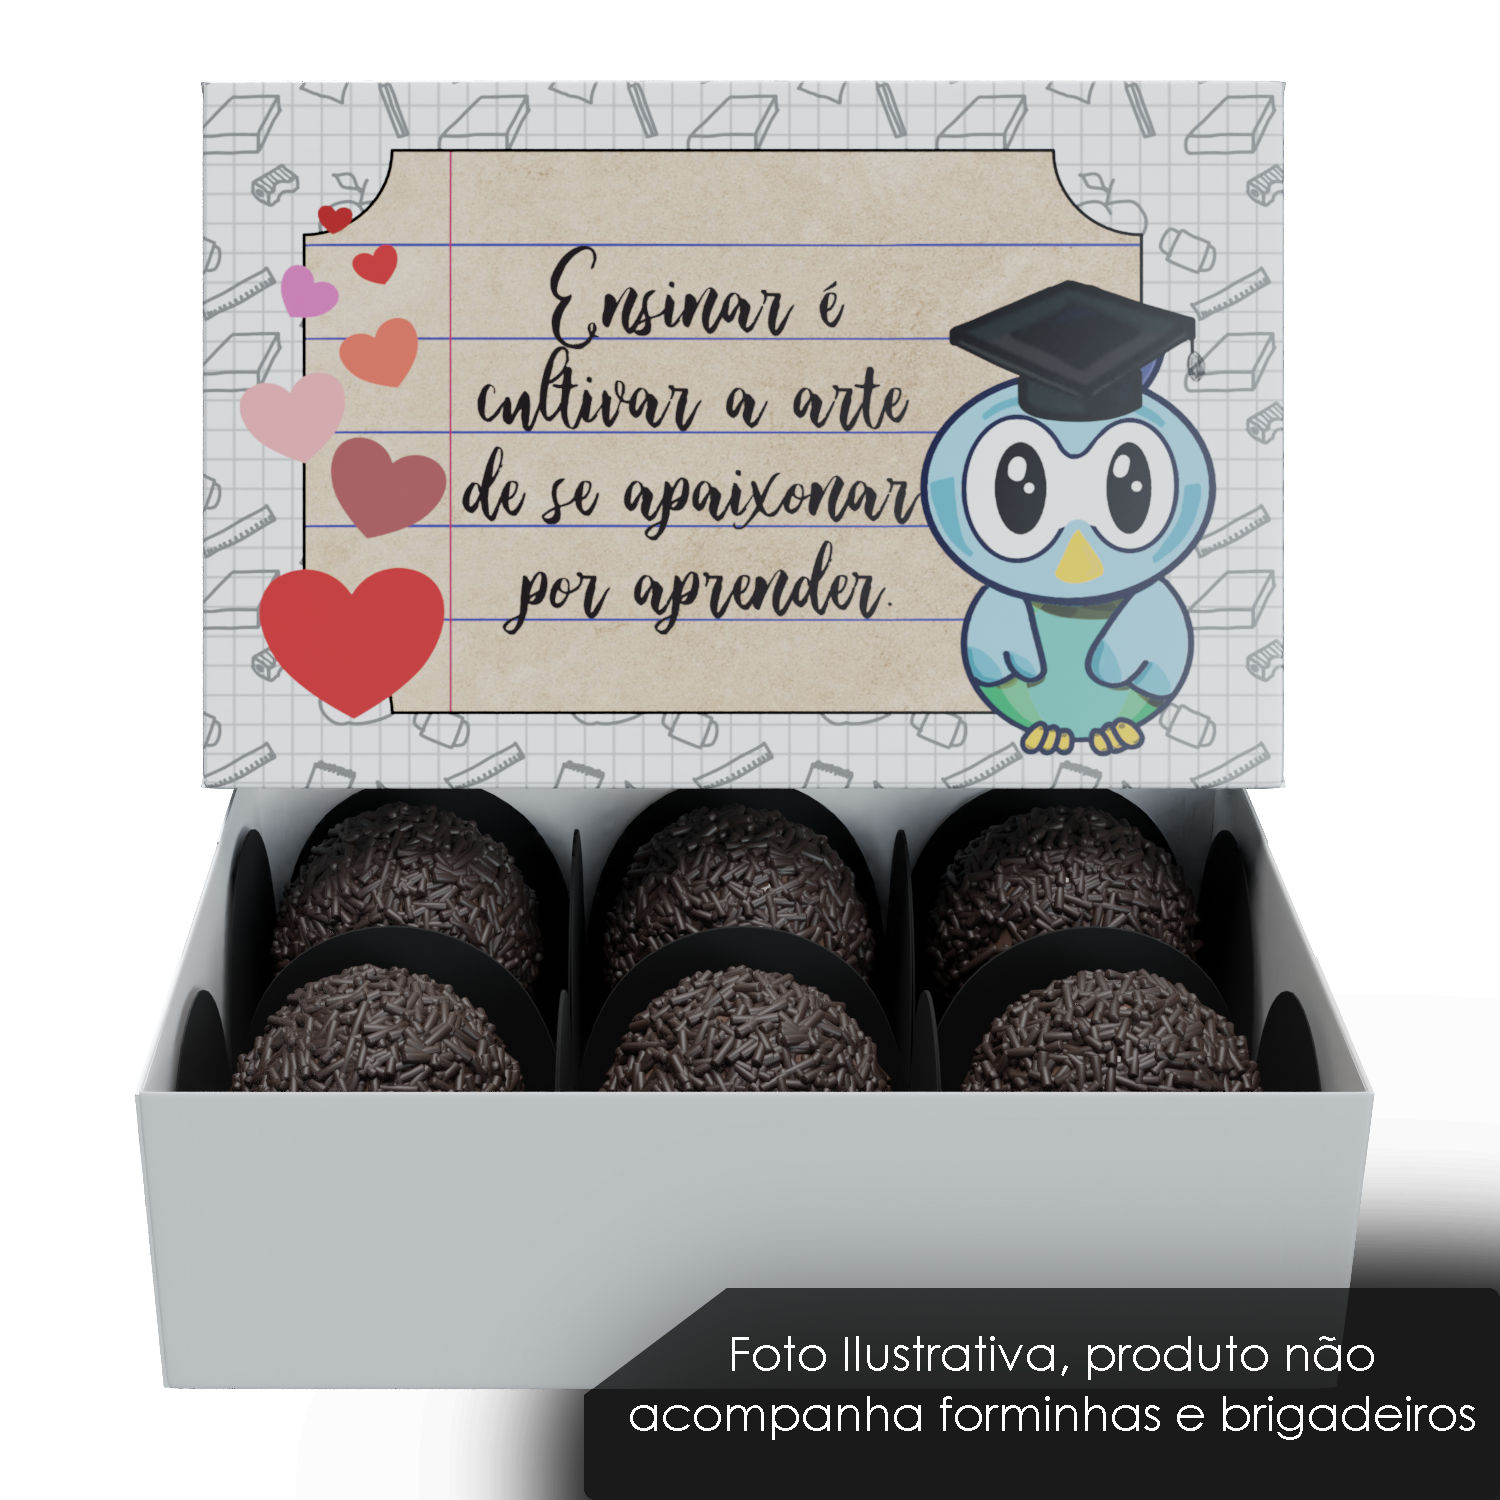 Ensinar é
cultivar a arte
de se apaixonar
por aprender.
Foto Ilustrativa, produto não
acompanha forminhas e brigadeiros